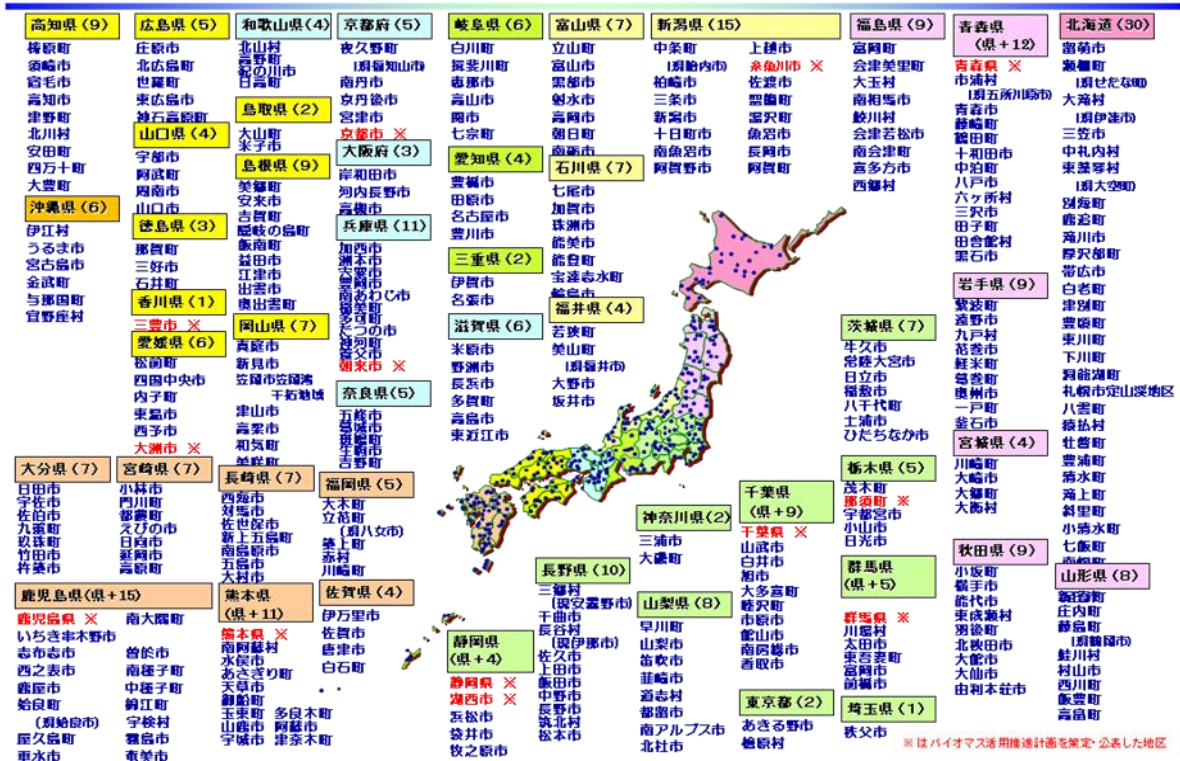 高知県(9)
梼原町
須崎市
宿毛市
高知市
津野町
北川村
安田町
四万十町
大豊町
沖縄県(6)
伊江村
うるま市
宮古島市
金武町
与那国町
宜野座村
広島県(5)
庄原市
北広島町
世羅町
東広島市
神石高原町
山口県(4)
宇部市
阿武町
周南市
山口市
徳島県(3)
那賀町
三好市
石井町
香川県(1)
三豊市 ※
愛媛県(6)
松前町
四国中央市
内子町
東温市
西予市
大洲市 ※
和歌山県(4)
北山村
高野町
紀の川市
日高町
鳥取県(2)
大山町
米子市
島根県(9)
美郷町
安来市
吉賀町
隠岐の島町
飯南町
益田市
江津市
出雲市
奥出雲町
岡山県(7)
真庭市
新見市
笠岡市笠岡湾
干拓地域
津山市
高梁市
和気町
美咲町
京都府(5)
夜久野町
(現福知山市)
南丹市
京丹後市
宮津市
京都市 ※
大阪府(3)
岸和田市
河内長野市
高槻市
兵庫県(11)
加西市
洲本市
宍粟市
豊岡市
南あわじ市
稲美町
多可町
たつの市
神河町
養父市
朝来市 ※
奈良県(5)
五條市
葛城市
斑鳩町
生駒市
吉野町
岐阜県(6)
白川町
揖斐川町
恵那市
高山市
関市
七宗町
愛知県(4)
豊橋市
田原市
名古屋市
豊川市
三重県(2)
伊賀市
名張市
滋賀県(6)
米原市
野洲市
長浜市
多賀町
高島市
東近江市
富山県(7)
立山町
富山市
黒部市
射水市
高岡市
朝日町
南砺市
石川県(7)
七尾市
加賀市
珠洲市
能美市
能登町
宝達志水町
輪島市
福井県(4)
若狭町
美山町
(現福井市)
大野市
坂井市
新潟県(15)
中条町
(現胎内市)
柏崎市
三条市
新潟市
十日町市
南魚沼市
阿賀野市
上越市
糸魚川市 ※
佐渡市
聖籠町
湯沢町
魚沼市
長岡市
阿賀町
福島県(9)
富岡町
会津美里町
大玉村
南相馬市
鮫川村
会津若松市
南会津町
喜多方市
西郷村
茨城県(7)
牛久市
常陸大宮市
日立市
稲敷市
八千代町
土浦市
ひたちなか市
栃木県(5)
茂木町
那須町 ※
宇都宮市
小山市
日光市
群馬県
(県+5)
群馬県 ※
川場村
太田市
東吾妻町
富岡市
前橋市
埼玉県(1)
秩父市
青森県
(県+12)
青森県 ※
市浦村
(現五所川原市)
青森市
藤崎町
鶴田町
十和田市
中泊町
八戸市
六ヶ所村
三沢市
田子町
田舎館村
黒石市
岩手県(9)
紫波町
遠野市
九戸村
花巻市
軽米町
葛巻町
奥州市
一戸町
釜石市
宮城県(4)
川崎町
大崎市
大郷町
大衡村
秋田県(9)
小坂町
横手市
能代市
東成瀬村
羽後町
北秋田市
大館市
大仙市
由利本荘市
北海道(30)
留萌市
瀬棚町
(現せたな町)
大滝村
(現伊達市)
三笠市
中札内村
東藻琴村
(現大空町)
別海町
鹿追町
滝川市
厚沢部町
帯広市
白老町
津別町
豊頃町
東川町
下川町
洞爺湖町
札幌市定山渓地区
八雲町
猿払村
壮瞥町
豊浦町
清水町
滝上町
斜里町
小清水町
七飯町
山形県(8)
新庄市
庄内町
藤島町
(現鶴岡市)
鮭川村
村山市
西川町
飯豊町
高畠町
大分県(7)
日田市
宇佐市
佐伯市
九重町
玖珠町
竹田市
杵築市
宮崎県(7)
小林市
門川町
都農町
えびの市
日向市
延岡市
高原町
長崎県(7)
西海市
対馬市
佐世保市
新上五島町
南島原市
五島市
大村市
福岡県(5)
大木町
立花町
(現八女市)
築上町
赤村
川崎町
鹿児島県(県+15)
鹿児島県 ※
いちき串木野市
志布志市
西之表市
鹿屋市
姶良町
(現姶良市)
屋久島町
垂水市
南大隅町
曽於市
南種子町
中種子町
錦江町
宇検村
霧島市
奄美市
熊本県
(県+11)
熊本県 ※
南阿蘇村
水俣市
あさぎり町
天草市
御船町
玉東町 多良木町
山鹿市 阿蘇市
宇城市 津奈木町
佐賀県(4)
伊万里市
佐賀市
唐津市
白石町
静岡県
(県+4)
静岡県 ※
湖西市 ※
浜松市
袋井市
牧之原市
長野県(10)
三郷村
(現安曇野市)
千曲市
長谷村
(現伊那市)
佐久市
上田市
飯田市
中野市
長野市
筑北村
松本市
神奈川県(2)
三浦市
大磯町
山梨県(8)
早川町
山梨市
笛吹市
韮崎市
道志村
都留市
南アルプス市
北杜市
千葉県
(県+9)
千葉県 ※
山武市
白井市
旭市
大多喜町
睦沢町
市原市
館山市
南房総市
香取市
東京都(2)
あきる野市
檜原村
※はバイオマス活用推進計画を策定・公表した地区